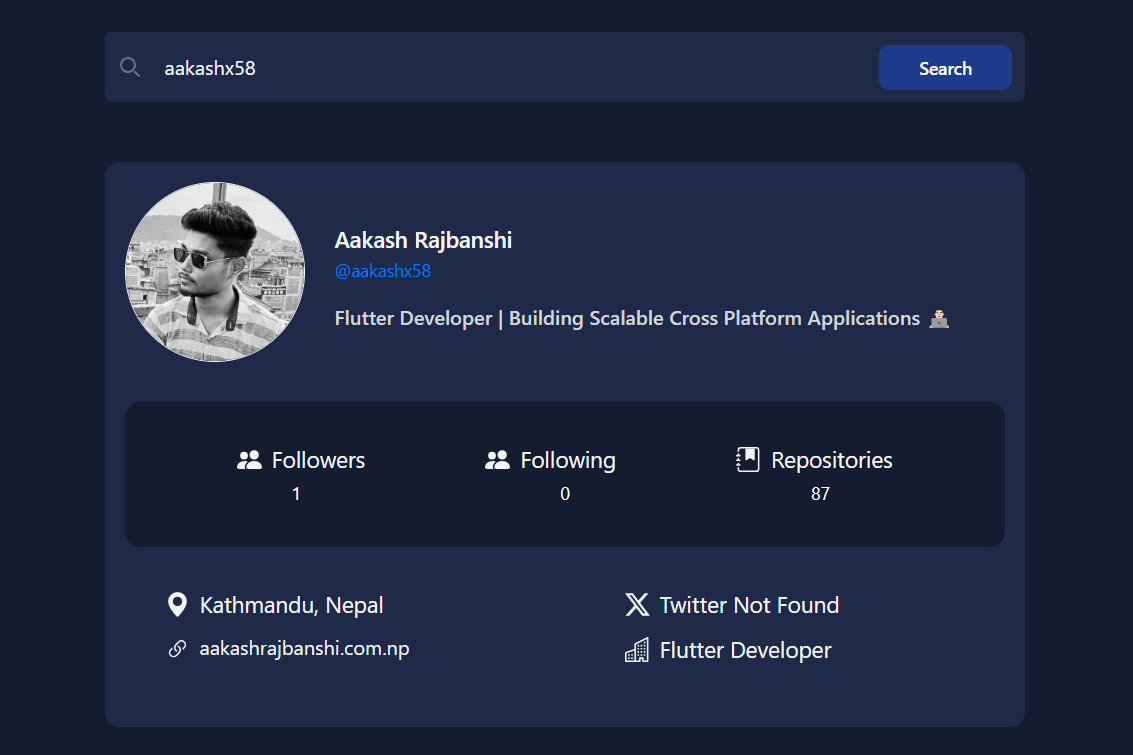 aakashx58
Search
Aakash Rajbanshi
@aakashx58
Flutter Developer | Building Scalable Cross Platform Applications 👨🏻‍💻
Followers
1
Following
0
Repositories
87
Kathmandu, Nepal
Twitter Not Found
aakashrajbanshi.com.np
Flutter Developer